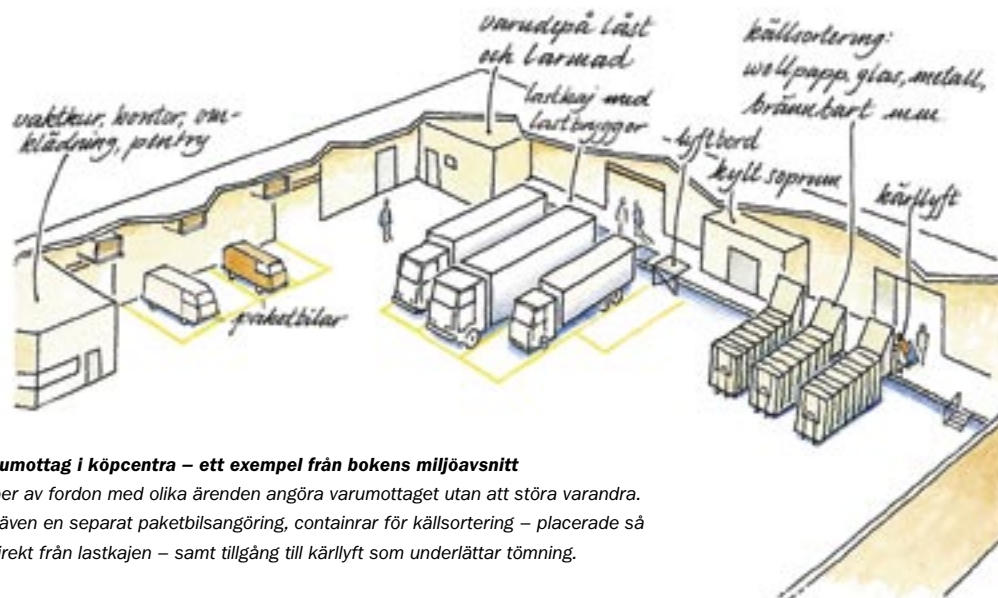 vaktkur, kontor, om-
klädning, pentry
varudepå låst
och larmad
lastkaj med
lastbryggor
lyftbord
kylt soprum
källsortering:
wellpapp, glas, metall,
brännbart mm
kärllyft
paketbilar
umottag i köpcentra – ett exempel från bokens miljöavsnitt
er av fordon med olika ärenden angöra varumottaget utan att störa varandra.
även en separat paketbilsangöring, containrar för källsortering – placerade så
irekt från lastkajen – samt tillgång till kärllyft som underlättar tömning.